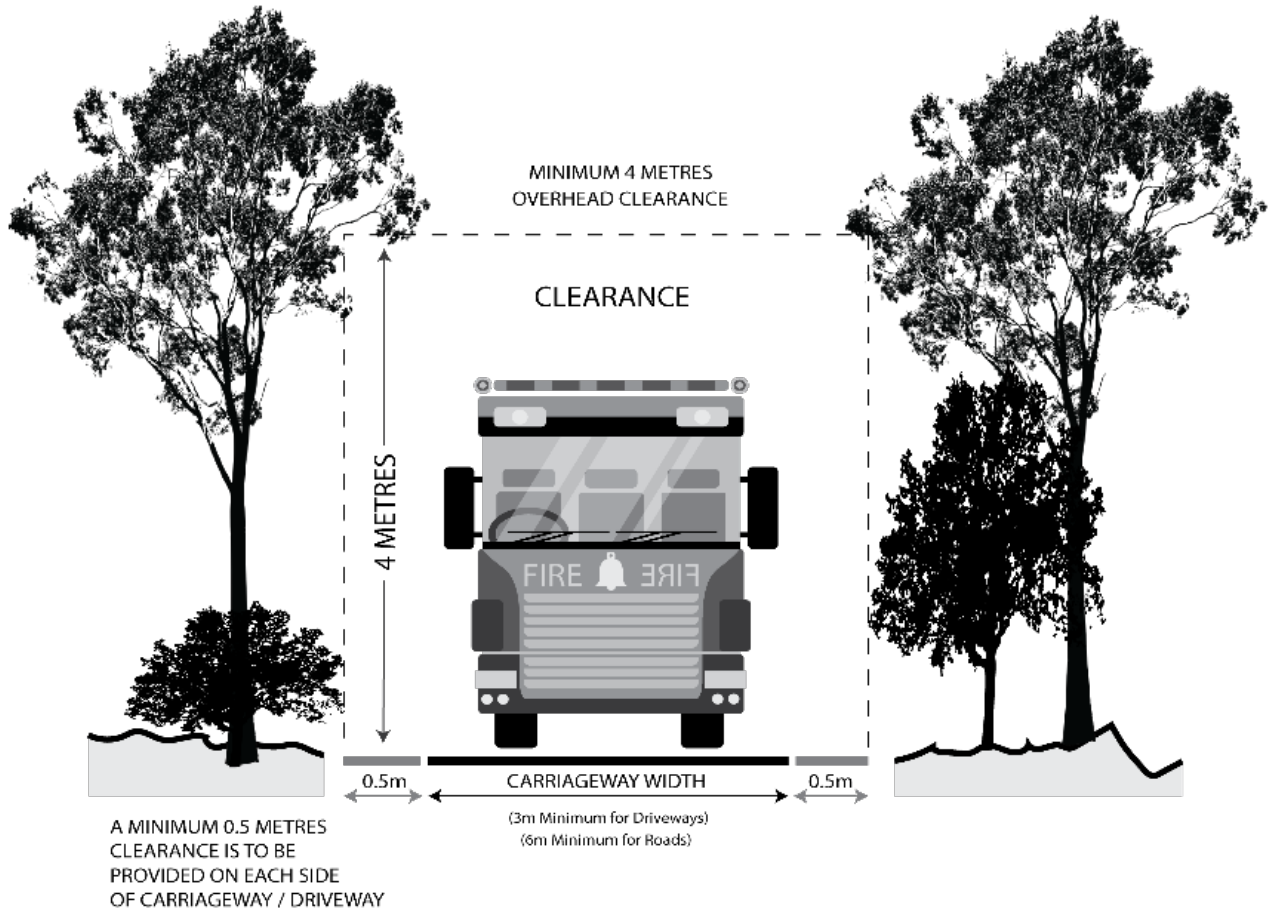 MINIMUM 4 METRES
OVERHEAD CLEARANCE
CLEARANCE
4 METRES
FIRE FIRE
0.5m CARRIAGEWAY WIDTH 0.5m
(3m Minimum for Driveways)
(6m Minimum for Roads)
A MINIMUM 0.5 METRES
CLEARANCE IS TO BE
PROVIDED ON EACH SIDE
OF CARRIAGEWAY / DRIVEWAY